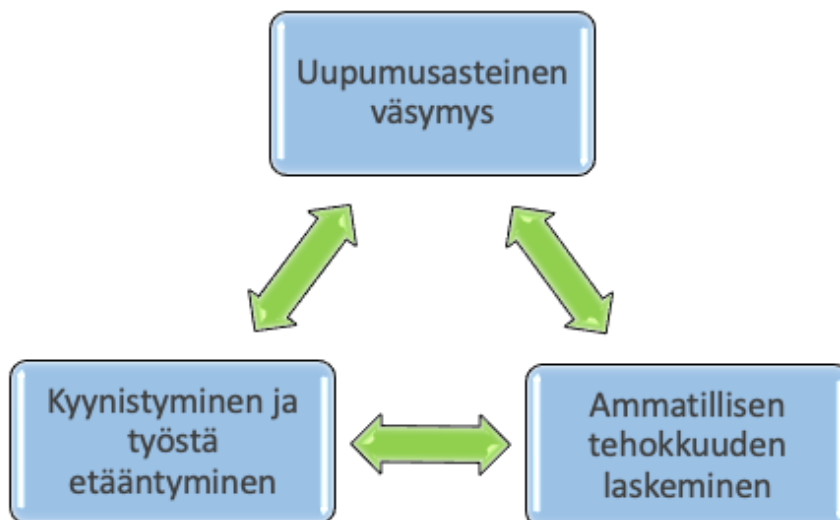 Uupumusasteinen
väsymys
Kyynistyminen ja
työstä
etääntyminen
Ammatillisen
tehokkuuden
laskeminen